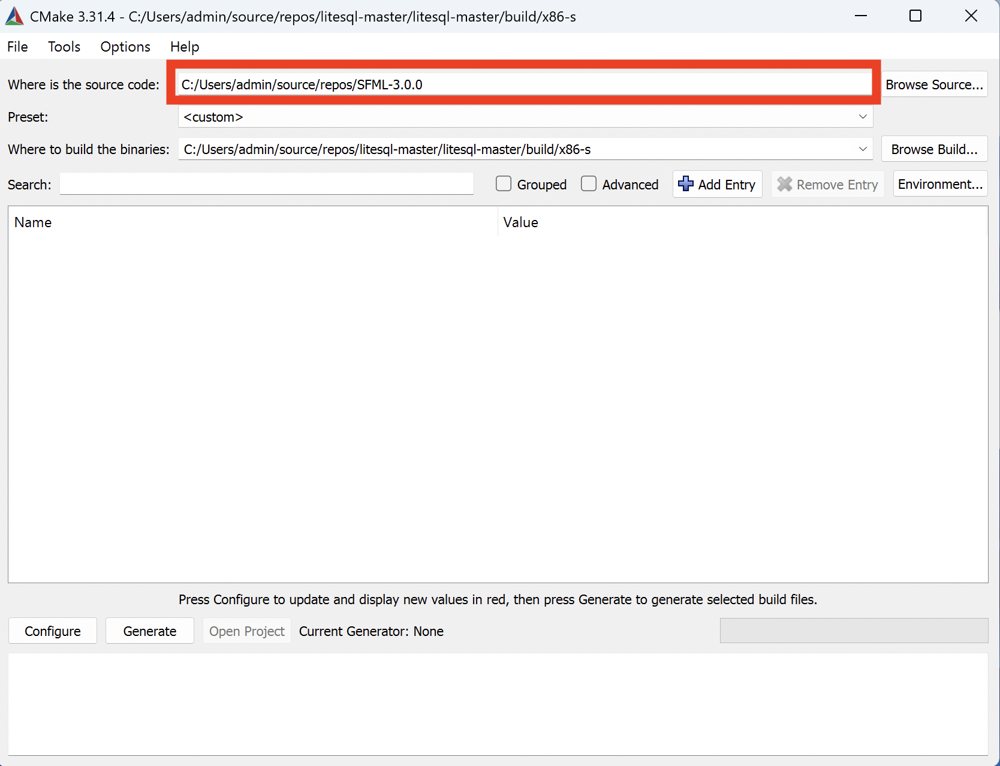 CMake 3.31.4 - C:/Users/admin/source/repos/litesql-master/litesql-master/build/x86-s
File Tools Options Help
Where is the source code: C:/Users/admin/source/repos/SFML-3.0.0 Browse Source...
Preset: <custom>
Where to build the binaries: C:/Users/admin/source/repos/litesql-master/litesql-master/build/x86-s Browse Build...
Search: Grouped Advanced Add Entry Remove Entry Environment...
Name Value
Press Configure to update and display new values in red, then press Generate to generate selected build files.
Configure Generate Open Project Current Generator: None